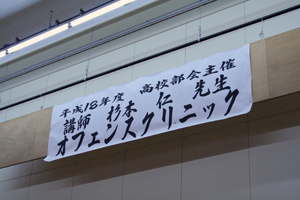 平成18年度 高校部会主催
講師 杉本 仁 先生
オフェンスクリニック